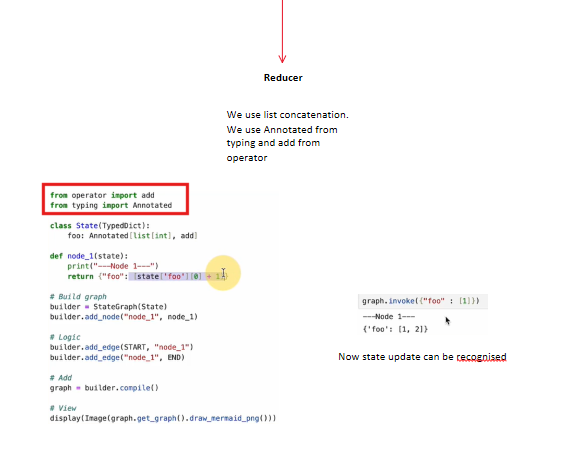 Reducer
We use list concatenation.
We use Annotated from
typing and add from
operator
from operator import add
from typing import Annotated
class State(TypedDict):
foo: Annotated[list[int], add]
def node_1(state):
print("---Node 1---")
return {"foo": [state['foo'][0] + 1]}
# Build graph
builder = StateGraph(State)
builder.add_node("node_1", node_1)
# Logic
builder.add_edge(START, "node_1")
builder.add_edge("node_1", END)
# Add
graph = builder.compile()
# View
display(Image(graph.get_graph().draw_mermaid_png()))
graph.invoke({"foo" : [1]})
---Node 1---
{'foo': [1, 2]}
Now state update can be recognised